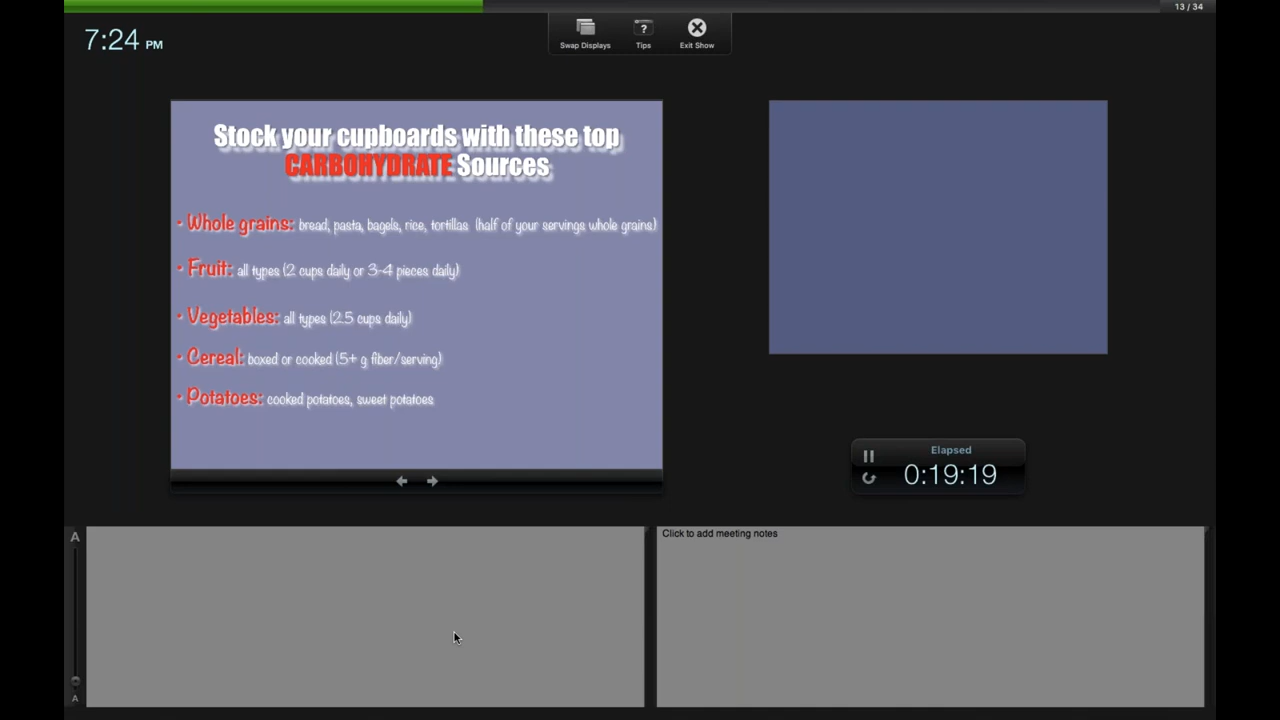 13 / 34
7:24 PM
Swap Displays
Tips
Exit Show
Stock your cupboards with these top
CARBOHYDRATE Sources
• Whole grains: bread, pasta, bagels, rice, tortillas (half of your servings whole grains)
• Fruit: all types (2 cups daily or 3-4 pieces daily)
• Vegetables: all types (2.5 cups daily)
• Cereal: boxed or cooked (5+ g fiber/serving)
• Potatoes: cooked potatoes, sweet potatoes
Elapsed
0:19:19
A
A
Click to add meeting notes